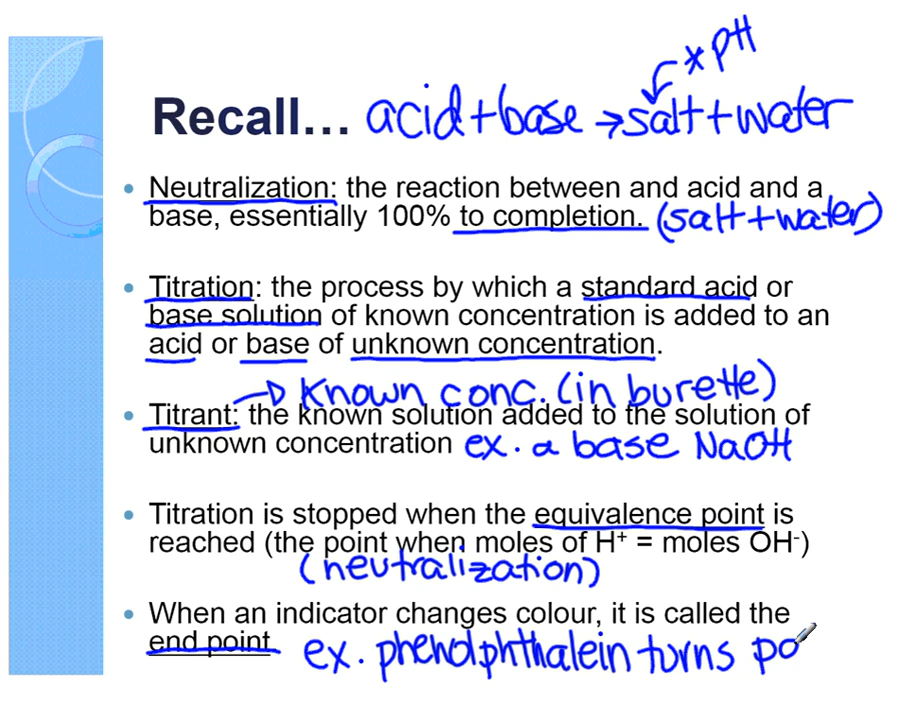 *pH
Recall… acid+base →salt+water
Neutralization: the reaction between and acid and a
base, essentially 100% to completion. (salt+water)
Titration: the process by which a standard acid or
base solution of known concentration is added to an
acid or base of unknown concentration.
→ Known conc. (in burette)
Titrant: the known solution added to the solution of
unknown concentration ex. a base NaOH
Titration is stopped when the equivalence point is
reached (the point when moles of H⁺ = moles OH⁻)
(neutralization)
When an indicator changes colour, it is called the
end point ex. phenolphthalein turns po